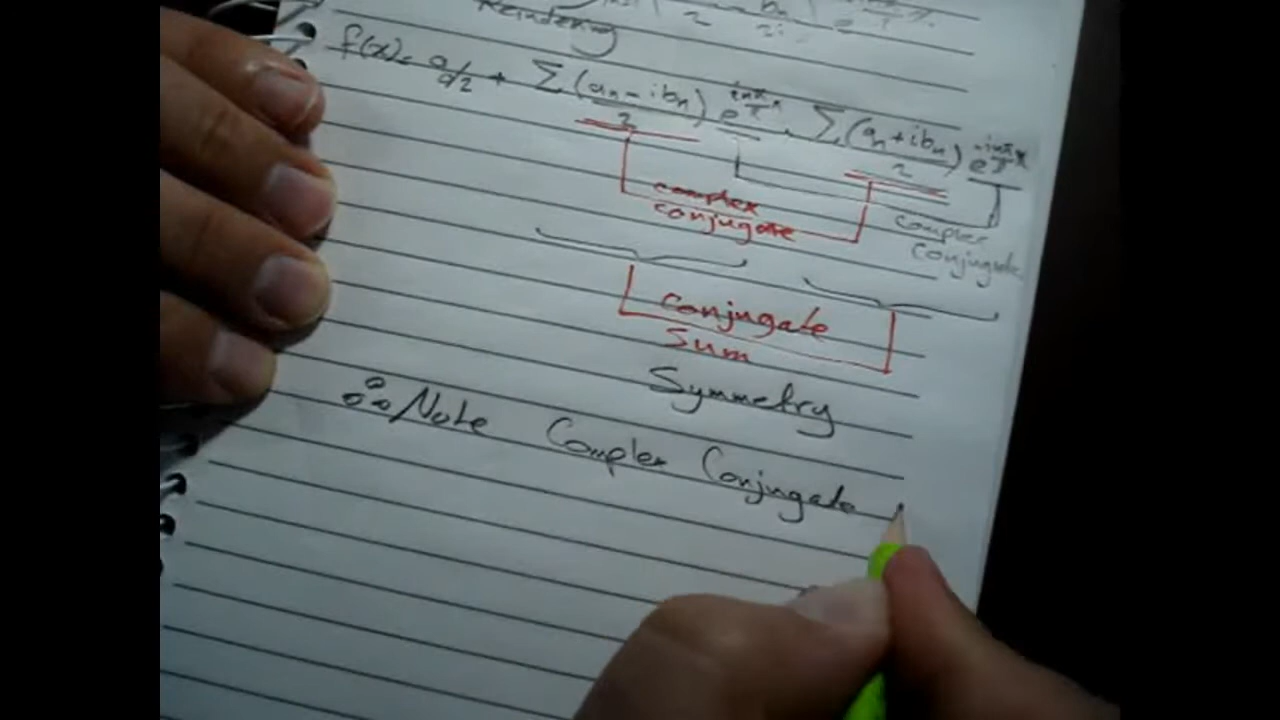 Reindering
f(x) = a₀/2 + Σ (aₙ - ibₙ)/2 e^(inπx/T) + Σ (aₙ + ibₙ)/2 e^(-inπx/T)
complex
conjugate
complex
conjugate
conjugate
Sum
Symmetry
Note Complex Conjugate